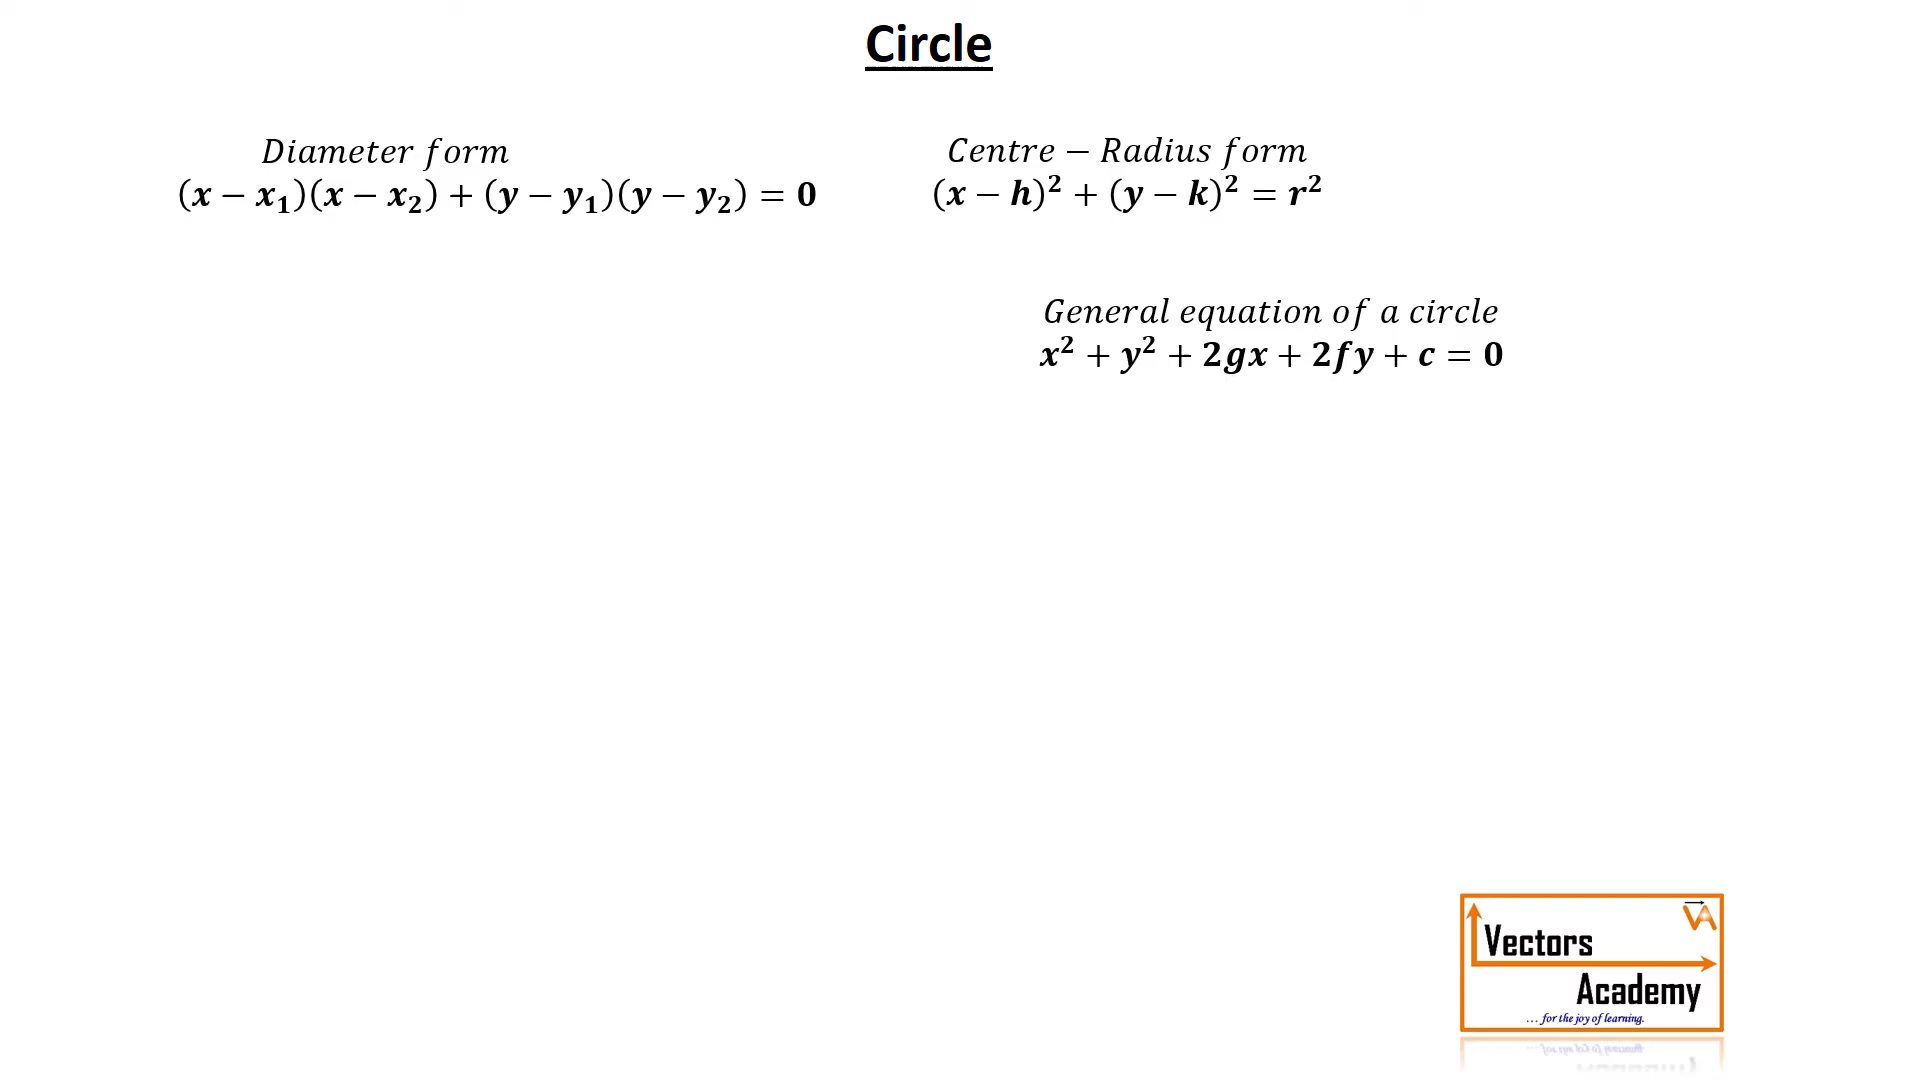 Circle
Diameter form
(x − x₁)(x − x₂) + (y − y₁)(y − y₂) = 0
Centre − Radius form
(x − h)² + (y − k)² = r²
General equation of a circle
x² + y² + 2gx + 2fy + c = 0
VA
Vectors
Academy
... for the joy of learning.